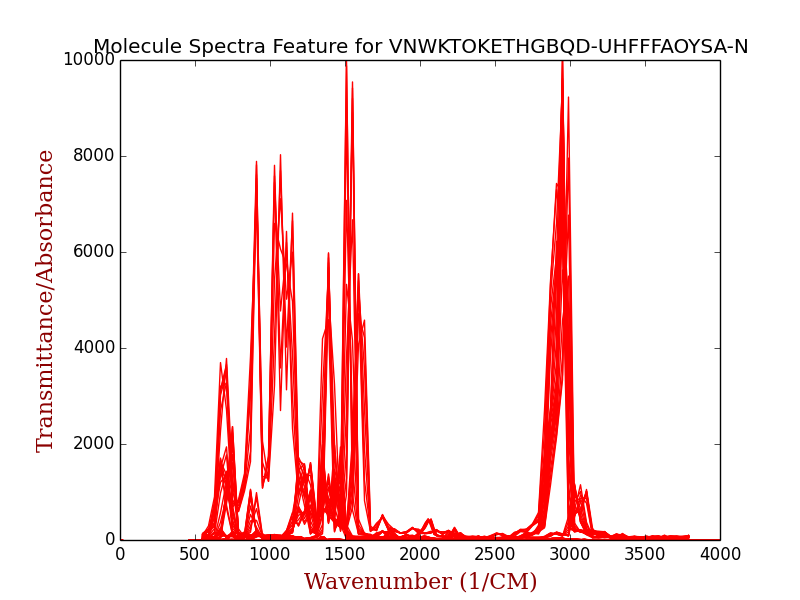 Molecule Spectra Feature for VNWKTOKETHGBQD-UHFFFAOYSA-N
10000
8000
6000
4000
2000
0
0 500 1000 1500 2000 2500 3000 3500 4000
Transmittance/Absorbance
Wavenumber (1/CM)